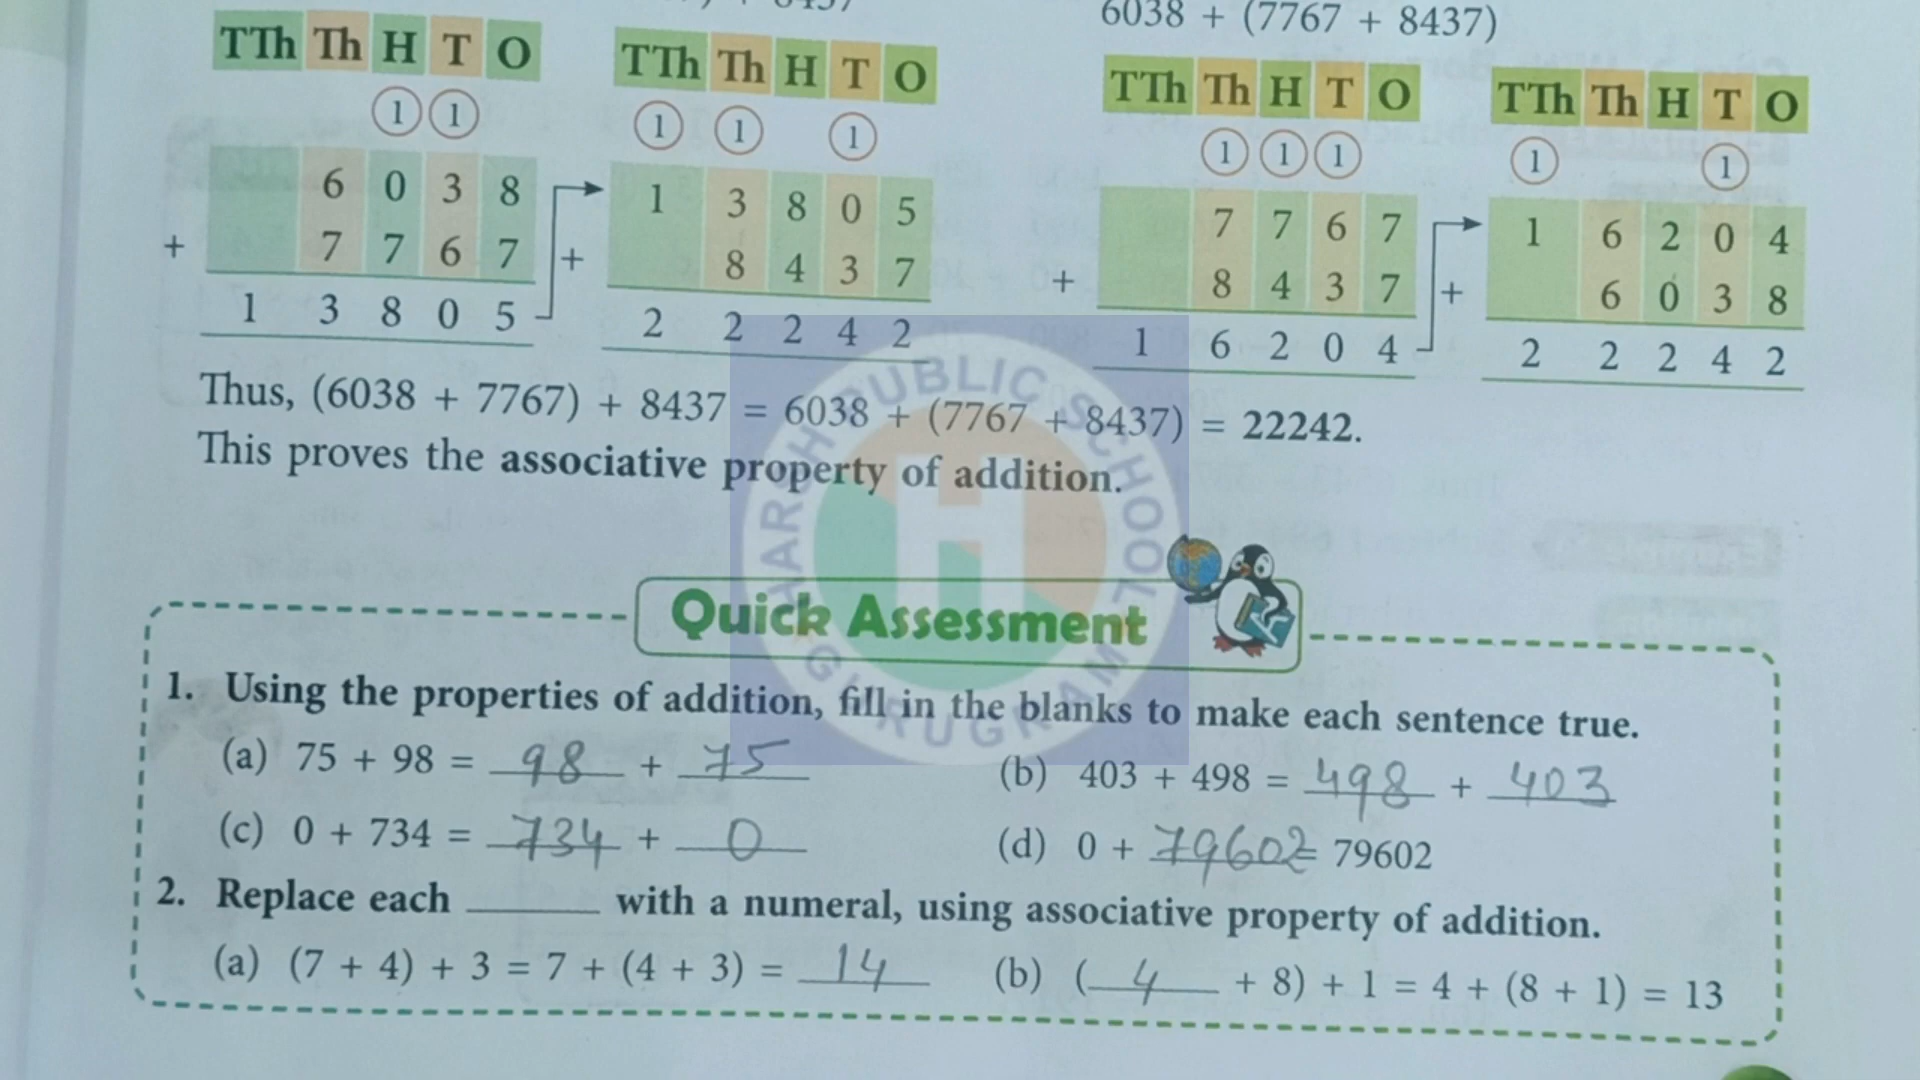 6038 + (7767 + 8437)
TTh Th H T O
1 1
6 0 3 8
+ 7 7 6 7
1 3 8 0 5
TTh Th H T O
1 1 1
1 3 8 0 5
+ 8 4 3 7
2 2 2 4 2
TTh Th H T O
1 1 1
7 7 6 7
+ 8 4 3 7
1 6 2 0 4
TTh Th H T O
1 1
1 6 2 0 4
+ 6 0 3 8
2 2 2 4 2
Thus, (6038 + 7767) + 8437 = 6038 + (7767 + 8437) = 22242.
This proves the associative property of addition.
HARSH PUBLIC SCHOOL
GURUGRAM
H
Quick Assessment
1. Using the properties of addition, fill in the blanks to make each sentence true.
(a) 75 + 98 = 98 + 75 (b) 403 + 498 = 498 + 403
(c) 0 + 734 = 734 + 0 (d) 0 + 79602 = 79602
2. Replace each ______ with a numeral, using associative property of addition.
(a) (7 + 4) + 3 = 7 + (4 + 3) = 14 (b) (4 + 8) + 1 = 4 + (8 + 1) = 13